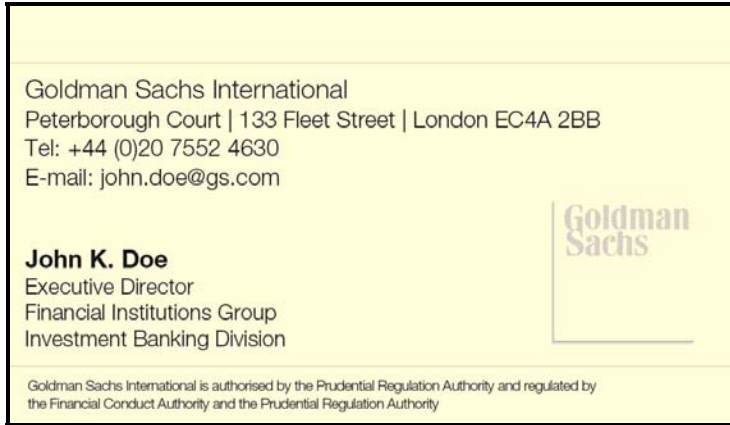 Goldman Sachs International
Peterborough Court | 133 Fleet Street | London EC4A 2BB
Tel: +44 (0)20 7552 4630
E-mail: john.doe@gs.com
Goldman
Sachs
John K. Doe
Executive Director
Financial Institutions Group
Investment Banking Division
Goldman Sachs International is authorised by the Prudential Regulation Authority and regulated by
the Financial Conduct Authority and the Prudential Regulation Authority